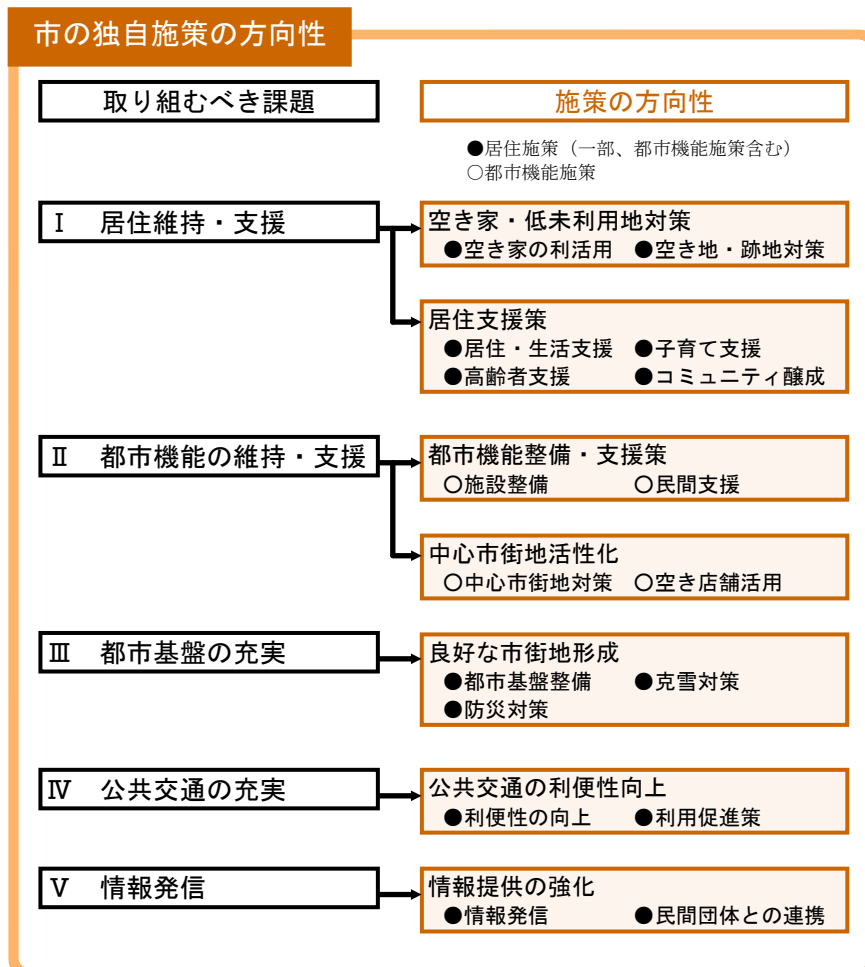 市の独自施策の方向性
取り組むべき課題
施策の方向性
●居住施策（一部、都市機能施策含む）
○都市機能施策
Ⅰ 居住維持・支援
空き家・低未利用地対策
●空き家の利活用 ●空き地・跡地対策
居住支援策
●居住・生活支援 ●子育て支援
●高齢者支援 ●コミュニティ醸成
Ⅱ 都市機能の維持・支援
都市機能整備・支援策
○施設整備 ○民間支援
中心市街地活性化
○中心市街地対策 ○空き店舗活用
Ⅲ 都市基盤の充実
良好な市街地形成
●都市基盤整備 ●克雪対策
●防災対策
Ⅳ 公共交通の充実
公共交通の利便性向上
●利便性の向上 ●利用促進策
Ⅴ 情報発信
情報提供の強化
●情報発信 ●民間団体との連携